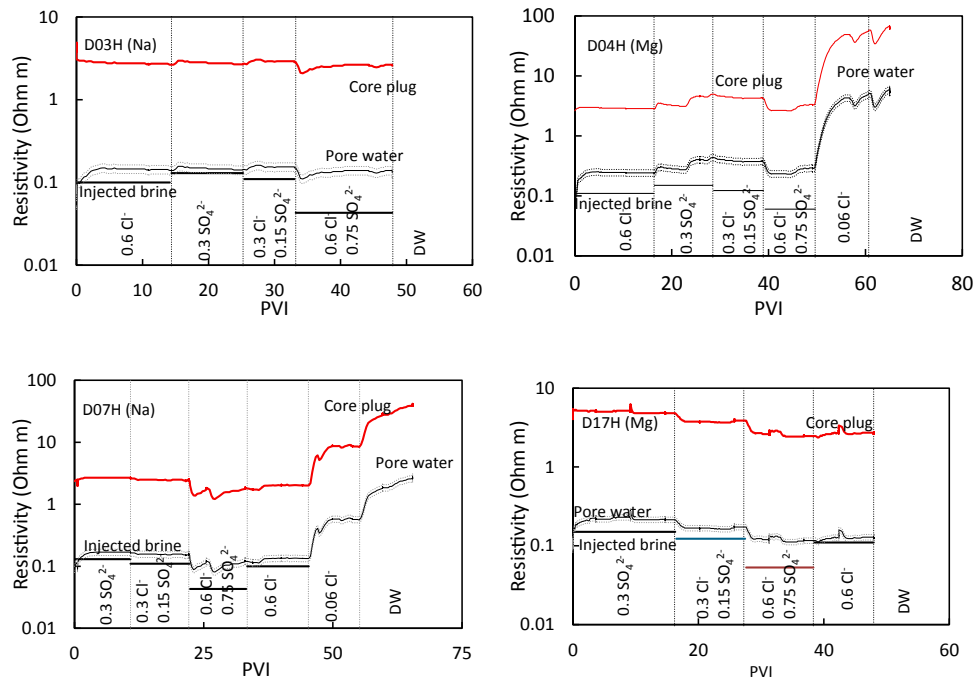 10
D03H (Na)
Core plug
1
Pore water
0.1
Injected brine
0.01
Resistivity (Ohm m)
0.6 Cl⁻
0.3 SO₄²⁻
0.3 Cl⁻
0.15 SO₄²⁻
0.6 Cl⁻
0.75 SO₄²⁻
DW
0 10 20 30 40 50 60
PVI
100
D04H (Mg)
Pore water
10
Core plug
1
0.1
Injected brine
0.01
Resistivity (Ohm m)
0.6 Cl⁻
0.3 SO₄²⁻
0.3 Cl⁻
0.15 SO₄²⁻
0.6 Cl⁻
0.75 SO₄²⁻
0.06 Cl⁻
DW
0 20 40 60 80
PVI
100
D07H (Na)
Core plug
10
Pore water
1
Injected brine
0.1
0.01
Resistivity (Ohm m)
0.3 SO₄²⁻
0.3 Cl⁻
0.15 SO₄²⁻
0.6 Cl⁻
0.75 SO₄²⁻
0.6 Cl⁻
0.06 Cl⁻
DW
0 25 50 75
PVI
10
D17H (Mg)
Core plug
1
Pore water
Injected brine
0.1
0.01
Resistivity (Ohm m)
0.3 SO₄²⁻
0.3 Cl⁻
0.15 SO₄²⁻
0.6 Cl⁻
0.75 SO₄²⁻
0.6 Cl⁻
DW
0 20 40 60
PVI